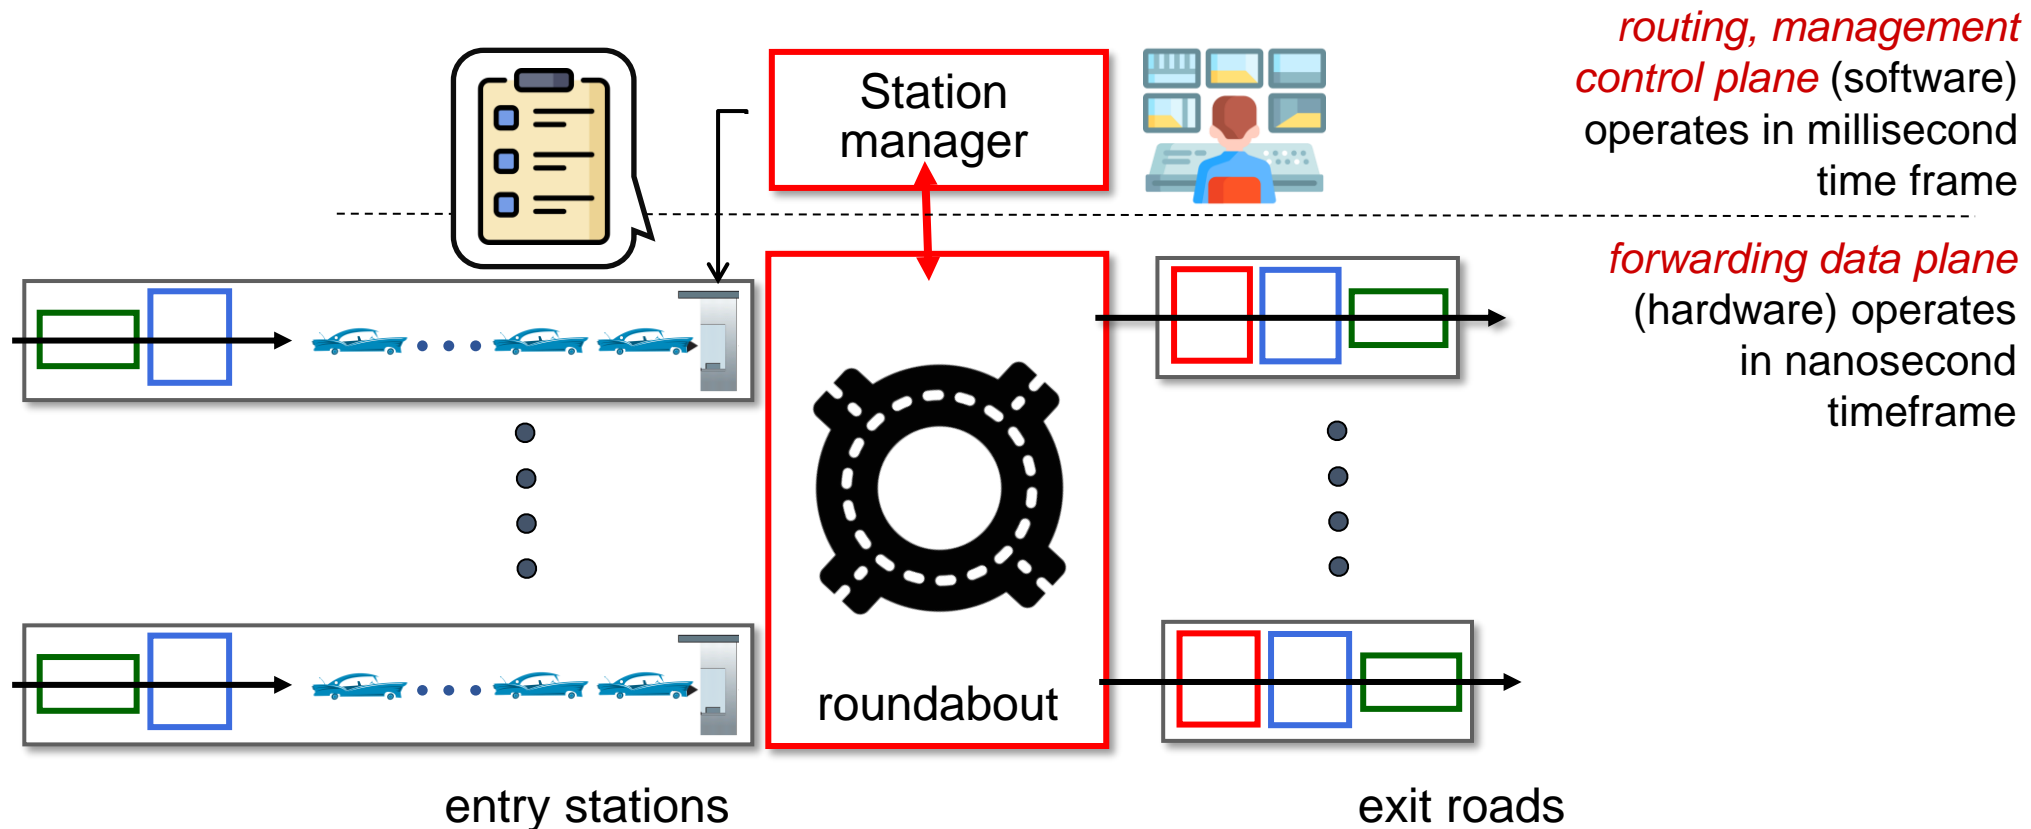 routing, management
control plane (software)
operates in millisecond
time frame
Station
manager
forwarding data plane
(hardware) operates
in nanosecond
timeframe
roundabout
entry stations
exit roads